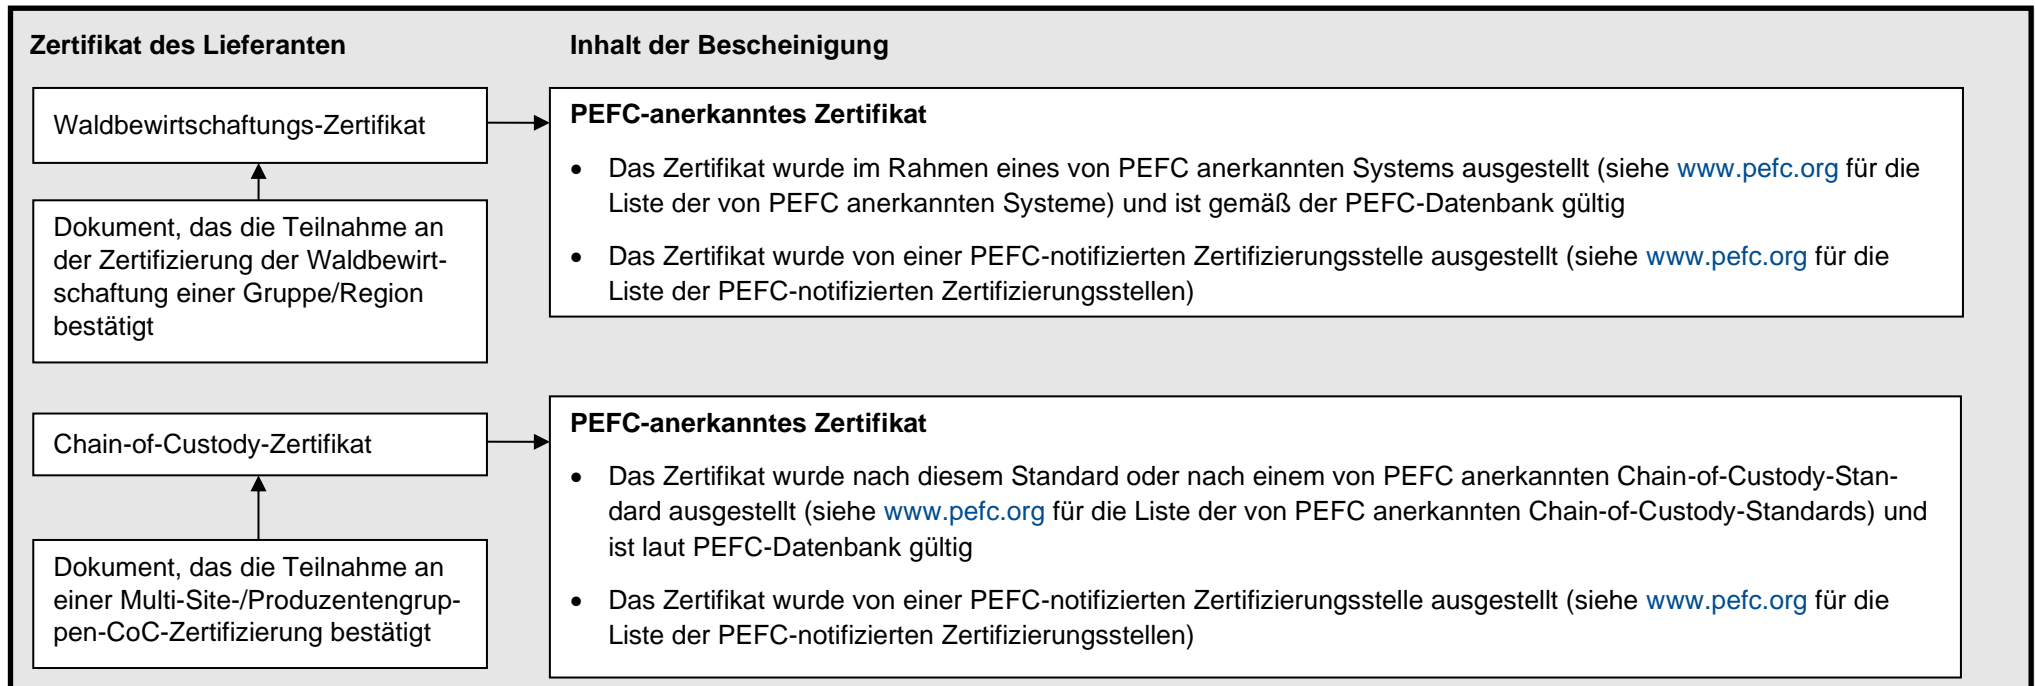 Zertifikat des Lieferanten
Inhalt der Bescheinigung
Waldbewirtschaftungs-Zertifikat
Dokument, das die Teilnahme an
der Zertifizierung der Waldbewirt-
schaftung einer Gruppe/Region
bestätigt
PEFC-anerkanntes Zertifikat
• Das Zertifikat wurde im Rahmen eines von PEFC anerkannten Systems ausgestellt (siehe www.pefc.org für die
Liste der von PEFC anerkannten Systeme) und ist gemäß der PEFC-Datenbank gültig
• Das Zertifikat wurde von einer PEFC-notifizierten Zertifizierungsstelle ausgestellt (siehe www.pefc.org für die
Liste der PEFC-notifizierten Zertifizierungsstellen)
Chain-of-Custody-Zertifikat
Dokument, das die Teilnahme an
einer Multi-Site-/Produzentengrup-
pen-CoC-Zertifizierung bestätigt
PEFC-anerkanntes Zertifikat
• Das Zertifikat wurde nach diesem Standard oder nach einem von PEFC anerkannten Chain-of-Custody-Stan-
dard ausgestellt (siehe www.pefc.org für die Liste der von PEFC anerkannten Chain-of-Custody-Standards) und
ist laut PEFC-Datenbank gültig
• Das Zertifikat wurde von einer PEFC-notifizierten Zertifizierungsstelle ausgestellt (siehe www.pefc.org für die
Liste der PEFC-notifizierten Zertifizierungsstellen)